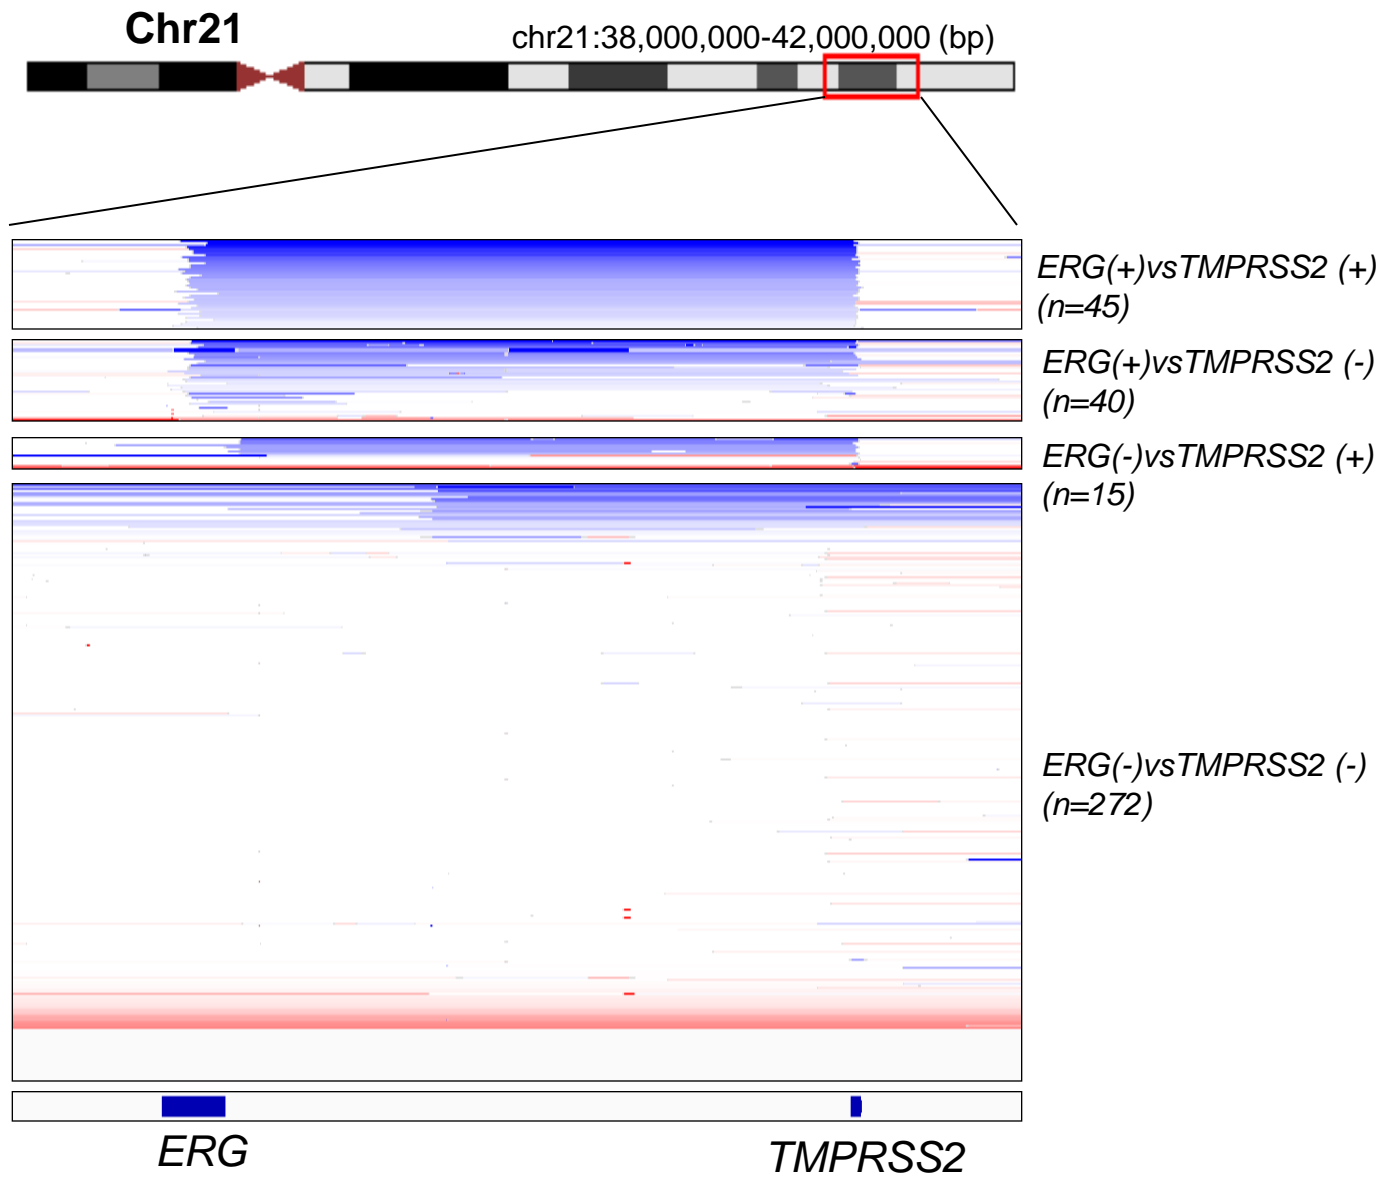 Chr21
chr21:38,000,000-42,000,000 (bp)
ERG(+)vsTMPRSS2 (+)
(n=45)
ERG(+)vsTMPRSS2 (-)
(n=40)
ERG(-)vsTMPRSS2 (+)
(n=15)
ERG(-)vsTMPRSS2 (-)
(n=272)
ERG
TMPRSS2